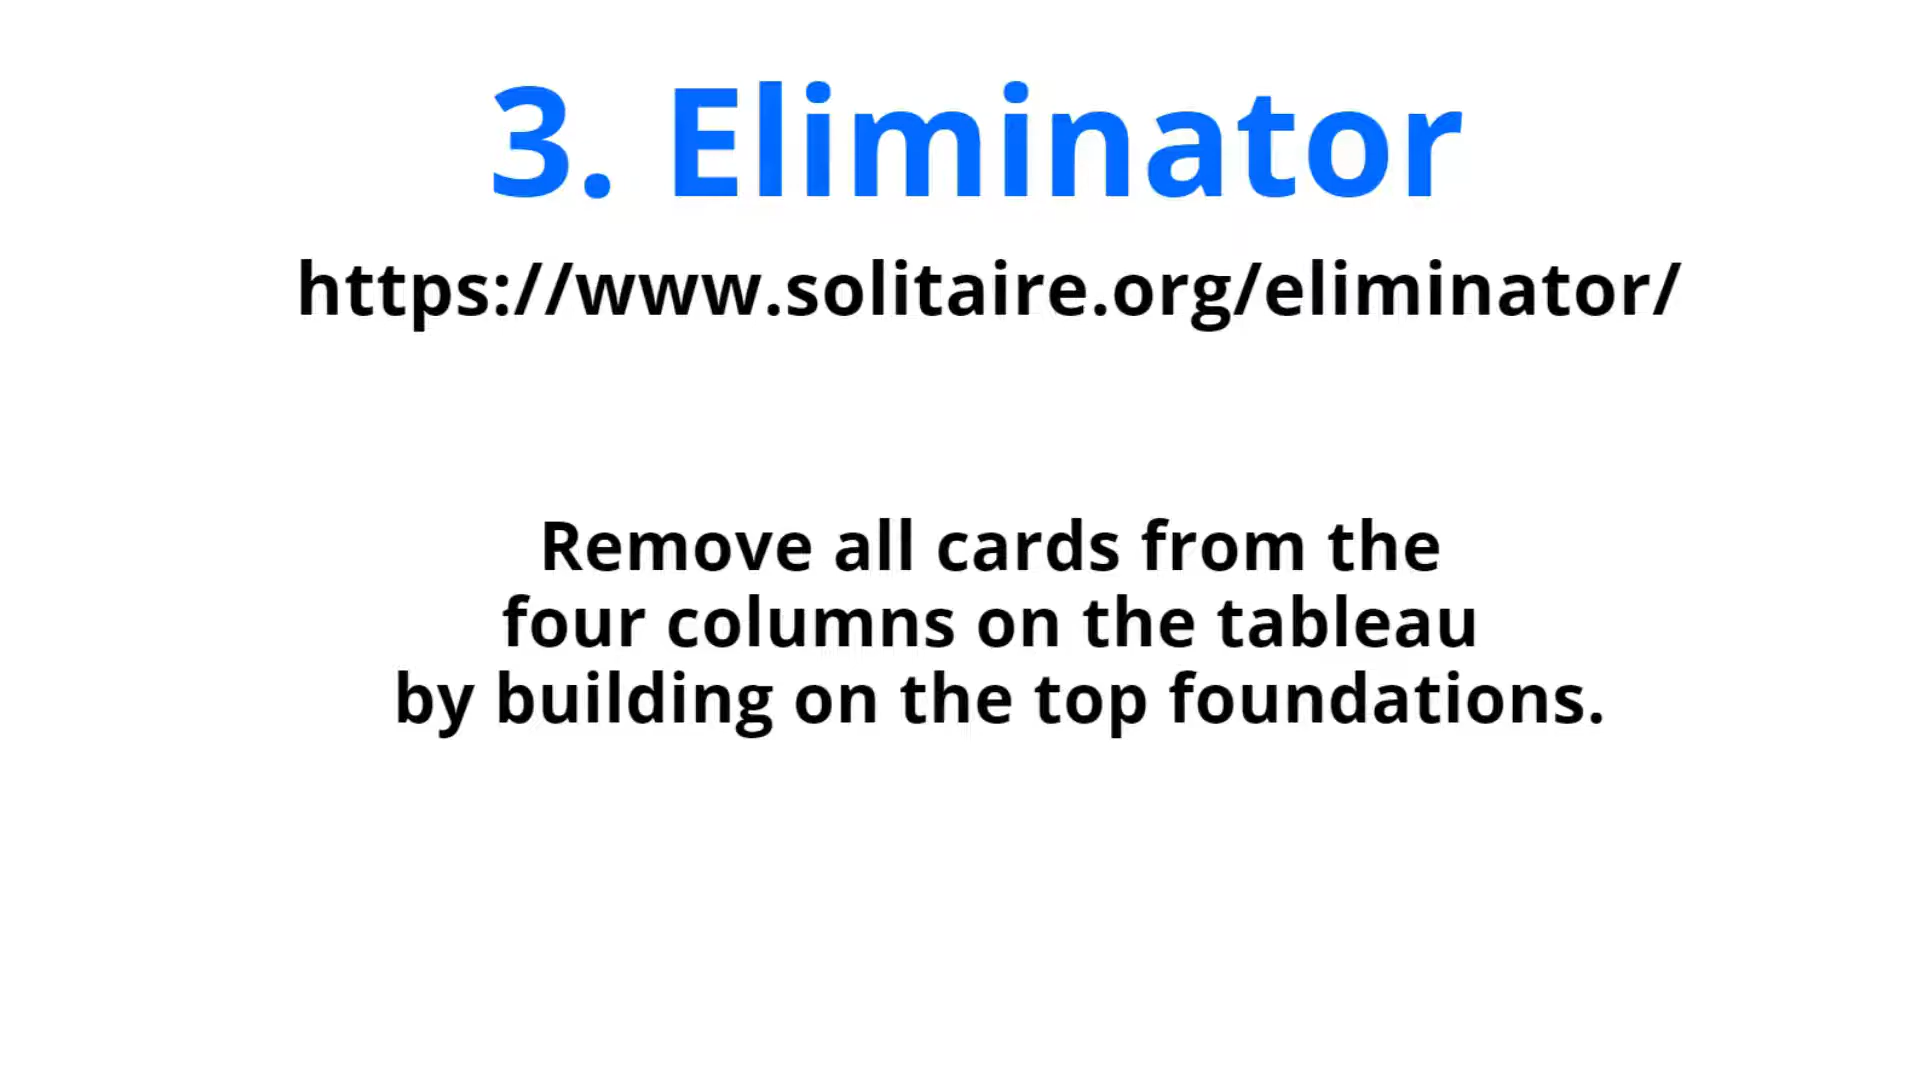 3. Eliminator
https://www.solitaire.org/eliminator/
Remove all cards from the
four columns on the tableau
by building on the top foundations.